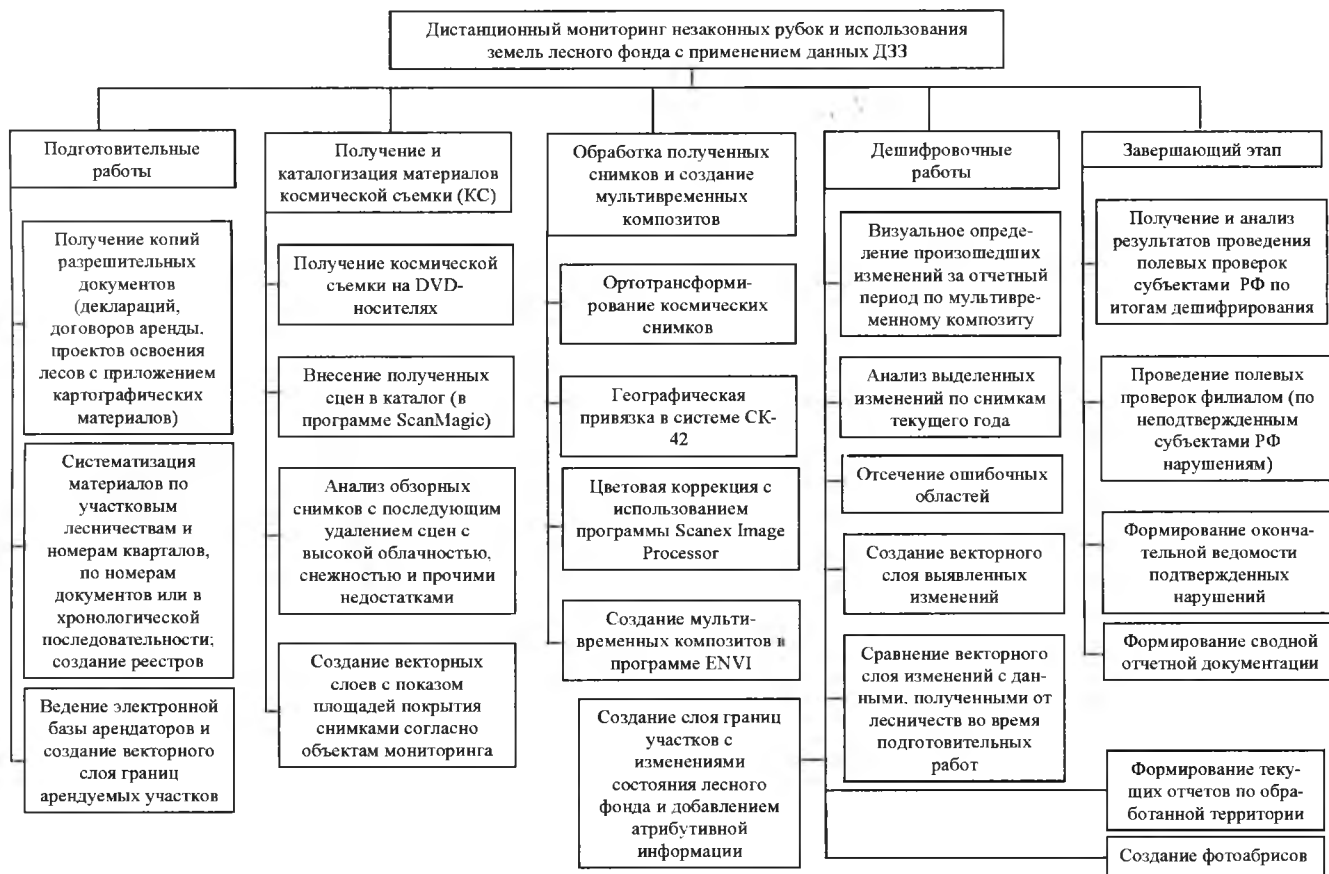 Дистанционный мониторинг незаконных рубок и использования
земель лесного фонда с применением данных ДЗЗ
Подготовительные
работы
Получение копий
разрешительных
документов
(деклараций,
договоров аренды,
проектов освоения
лесов с приложением
картографических
материалов)
Систематизация
материалов по
участковым
лесничествам и
номерам кварталов,
по номерам
документов или в
хронологической
последовательности;
создание реестров
Ведение электронной
базы арендаторов и
создание векторного
слоя границ
арендуемых участков
Получение и
каталогизация материалов
космической съемки (КС)
Получение космической
съемки на DVD-
носителях
Внесение полученных
сцен в каталог (в
программе ScanMagic)
Анализ обзорных
снимков с последующим
удалением сцен с
высокой облачностью,
снежностью и прочими
недостатками
Создание векторных
слоев с показом
площадей покрытия
снимками согласно
объектам мониторинга
Обработка полученных
снимков и создание
мультивременных
композитов
Ортотрансформи-
рование космических
снимков
Географическая
привязка в системе СК-
42
Цветовая коррекция с
использованием
программы Scanex Image
Processor
Создание мульти-
временных композитов в
программе ENVI
Дешифровочные
работы
Визуальное опреде-
ление произошедших
изменений за отчетный
период по мультивре-
менному композиту
Анализ выделенных
изменений по снимкам
текущего года
Отсечение ошибочных
областей
Создание векторного
слоя выявленных
изменений
Сравнение векторного
слоя изменений с дан-
ными, полученными от
лесничеств во время
подготовительных
работ
Создание слоя границ
участков с
изменениями
состояния лесного
фонда и добавлением
атрибутивной
информации
Формирование теку-
щих отчетов по обра-
ботанной территории
Создание фотоабрисов
Завершающий этап
Получение и анализ
результатов проведения
полевых проверок
субъектами РФ по
итогам дешифрирования
Проведение полевых
проверок филиалом (по
неподтвержденным
субъектами РФ
нарушениям)
Формирование оконча-
тельной ведомости
подтвержденных
нарушений
Формирование сводной
отчетной документации